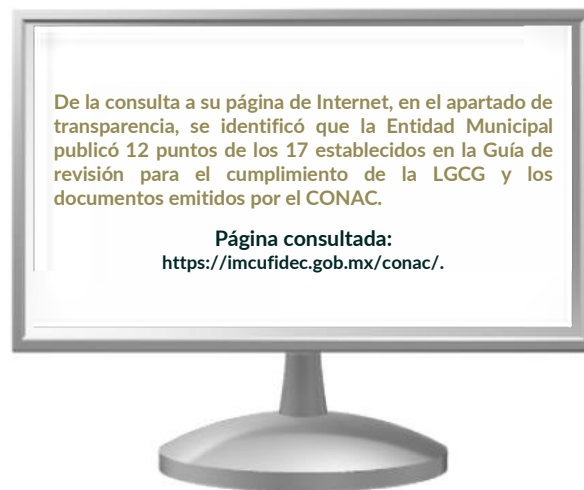 De la consulta a su página de Internet, en el apartado de
transparencia, se identificó que la Entidad Municipal
publicó 12 puntos de los 17 establecidos en la Guía de
revisión para el cumplimiento de la LGCG y los
documentos emitidos por el CONAC.
Página consultada:
https://imcufidec.gob.mx/conac/.